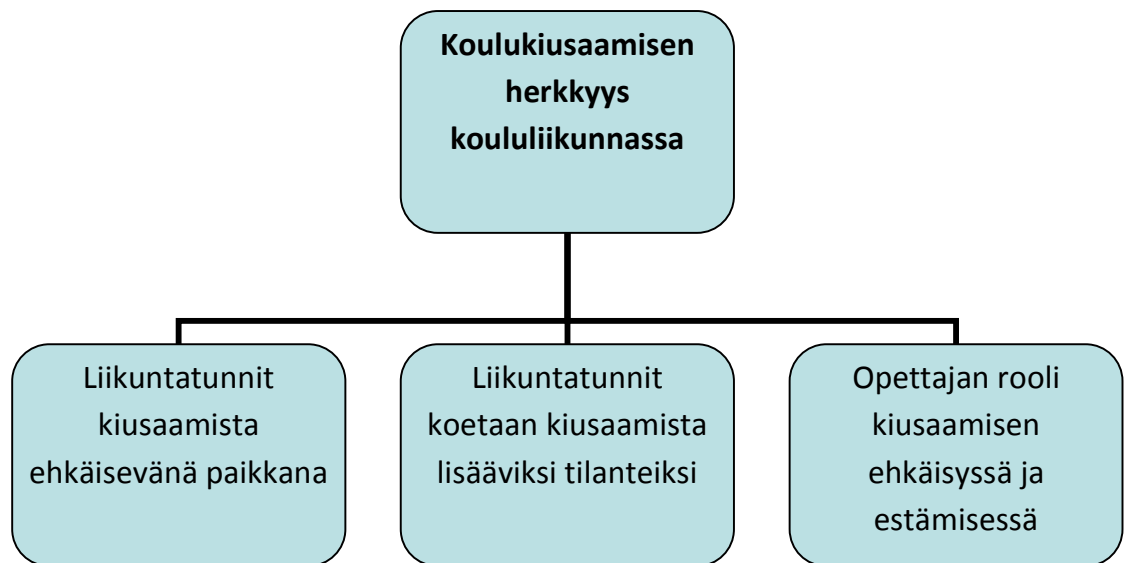 Koulukiusaamisen
herkkyys
koululiikunnassa
Liikuntatunnit
kiusaamista
ehkäisevänä paikkana
Liikuntatunnit
koetaan kiusaamista
lisääviksi tilanteiksi
Opettajan rooli
kiusaamisen
ehkäisyssä ja
estämisessä